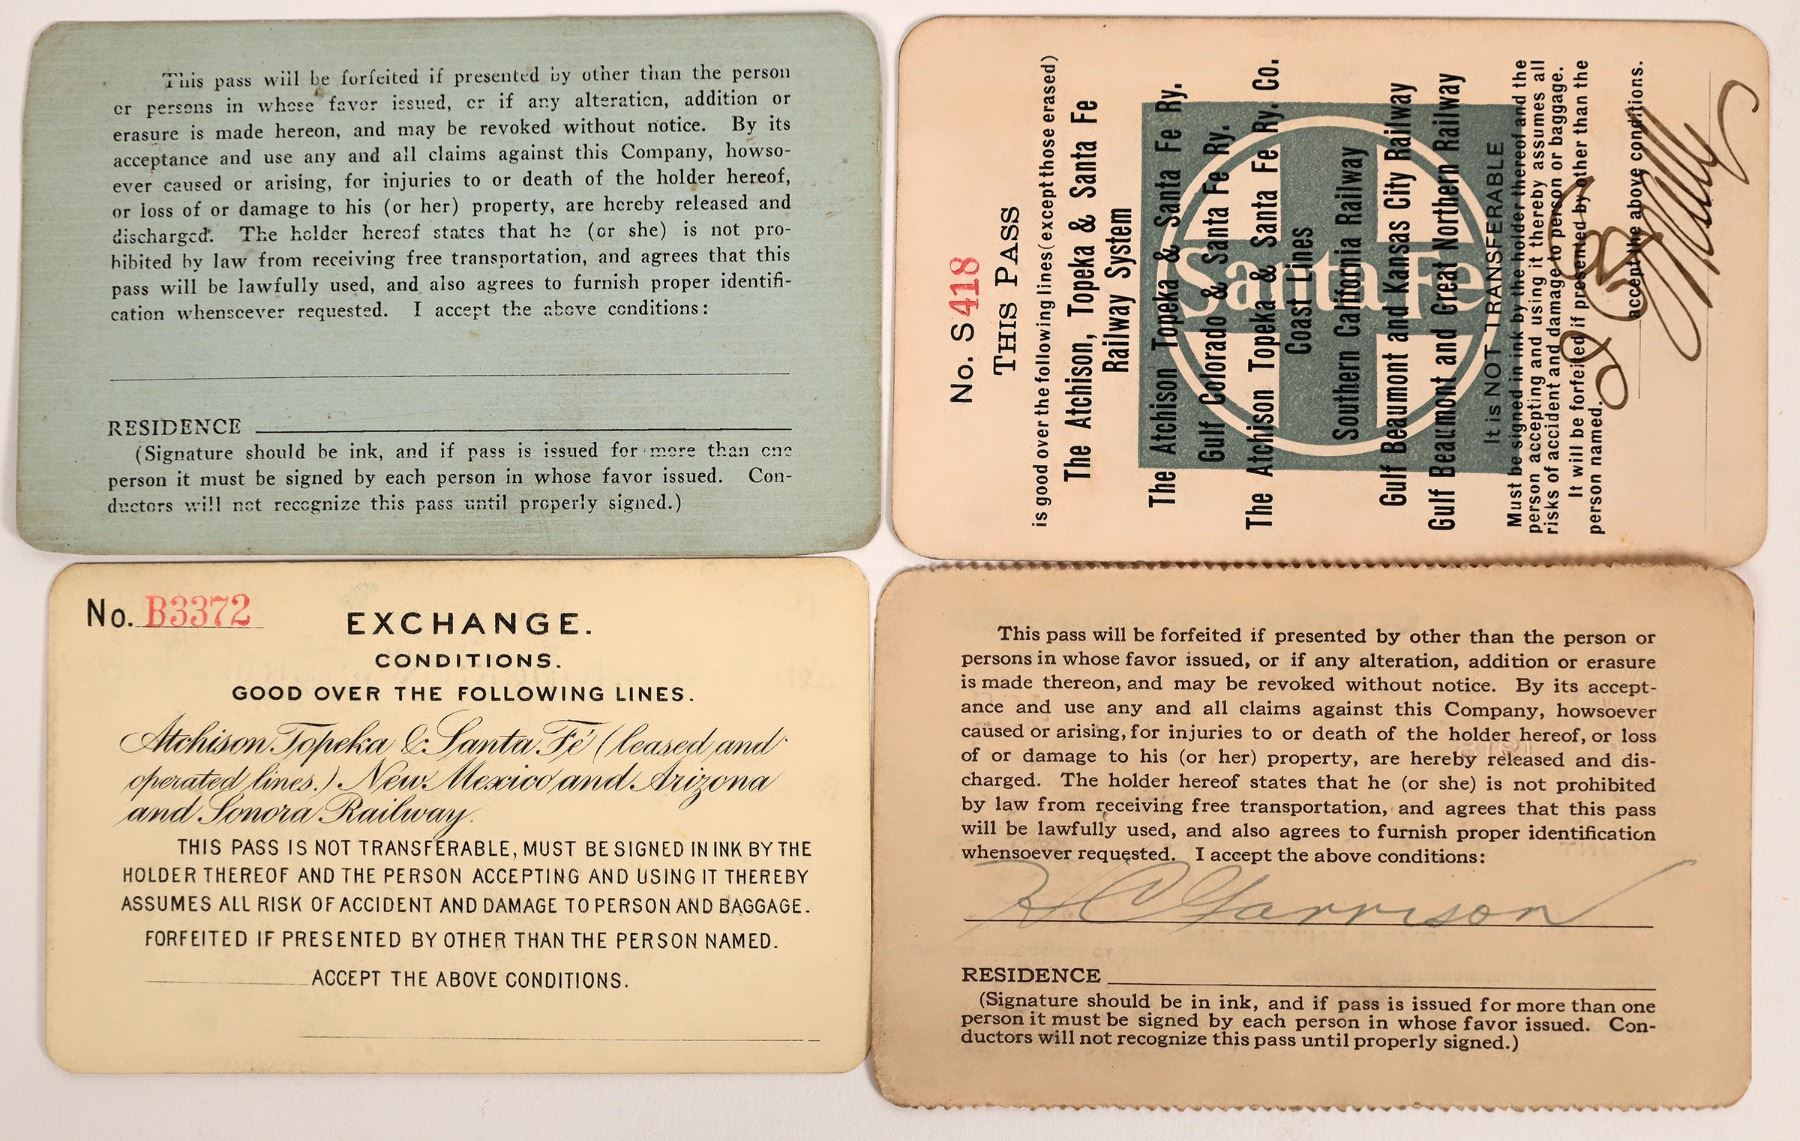 This pass will be forfeited if presented by other than the person
or persons in whose favor issued, or if any alteration, addition or
erasure is made hereon, and may be revoked without notice. By its
acceptance and use any and all claims against this Company, howso-
ever caused or arising, for injuries to or death of the holder hereof,
or loss of or damage to his (or her) property, are hereby released and
discharged. The holder hereof states that he (or she) is not pro-
hibited by law from receiving free transportation, and agrees that this
pass will be lawfully used, and also agrees to furnish proper identifi-
cation whensoever requested. I accept the above conditions:
RESIDENCE
(Signature should be ink, and if pass is issued for more than one
person it must be signed by each person in whose favor issued. Con-
ductors will not recognize this pass until properly signed.)
No. S418
THIS PASS
is good over the following lines (except those erased)
The Atchison, Topeka & Santa Fe
Railway System
The Atchison Topeka & Santa Fe Ry.
Gulf Colorado & Santa Fe Ry.
The Atchison Topeka & Santa Fe Ry. Co.
Coast Lines
Southern California Railway
Gulf Beaumont and Kansas City Railway
Gulf Beaumont and Great Northern Railway
Santa Fe
It is NOT TRANSFERABLE
Must be signed in ink by the holder thereof and the
person accepting and using it thereby assumes all
risks of accident and damage to person or baggage.
It will be forfeited if presented by other than the
person named.
accept the above conditions.
No. B3372
EXCHANGE.
CONDITIONS.
GOOD OVER THE FOLLOWING LINES.
Atchison Topeka & Santa Fé (leased and
operated lines.) New Mexico and Arizona
and Sonora Railway.
THIS PASS IS NOT TRANSFERABLE, MUST BE SIGNED IN INK BY THE
HOLDER THEREOF AND THE PERSON ACCEPTING AND USING IT THEREBY
ASSUMES ALL RISK OF ACCIDENT AND DAMAGE TO PERSON AND BAGGAGE.
FORFEITED IF PRESENTED BY OTHER THAN THE PERSON NAMED.
ACCEPT THE ABOVE CONDITIONS.
This pass will be forfeited if presented by other than the person or
persons in whose favor issued, or if any alteration, addition or erasure
is made thereon, and may be revoked without notice. By its accept-
ance and use any and all claims against this Company, howsoever
caused or arising, for injuries to or death of the holder hereof, or loss
of or damage to his (or her) property, are hereby released and dis-
charged. The holder hereof states that he (or she) is not prohibited
by law from receiving free transportation, and agrees that this pass
will be lawfully used, and also agrees to furnish proper identification
whensoever requested. I accept the above conditions:
H C Garrison
RESIDENCE
(Signature should be in ink, and if pass is issued for more than one
person it must be signed by each person in whose favor issued. Con-
ductors will not recognize this pass until properly signed.)